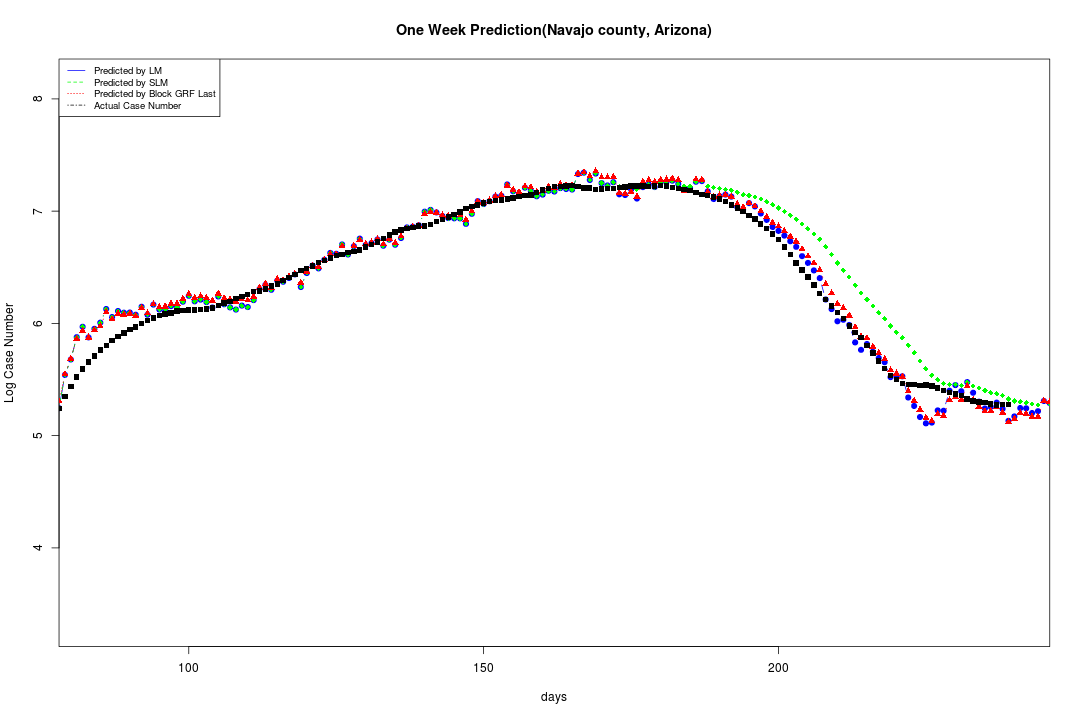 One Week Prediction(Navajo county, Arizona)
Predicted by LM
Predicted by SLM
Predicted by Block GRF Last
Actual Case Number
8
7
6
5
4
Log Case Number
100 150 200
days